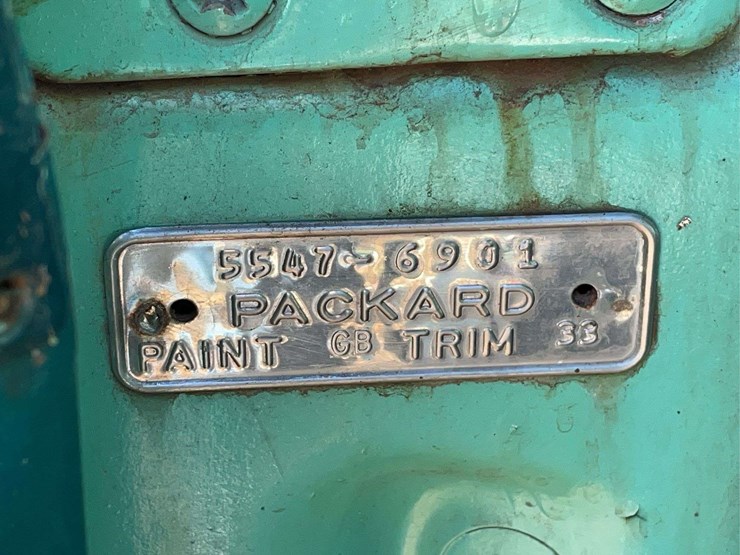 5547-6901
PACKARD
PAINT GB TRIM 33